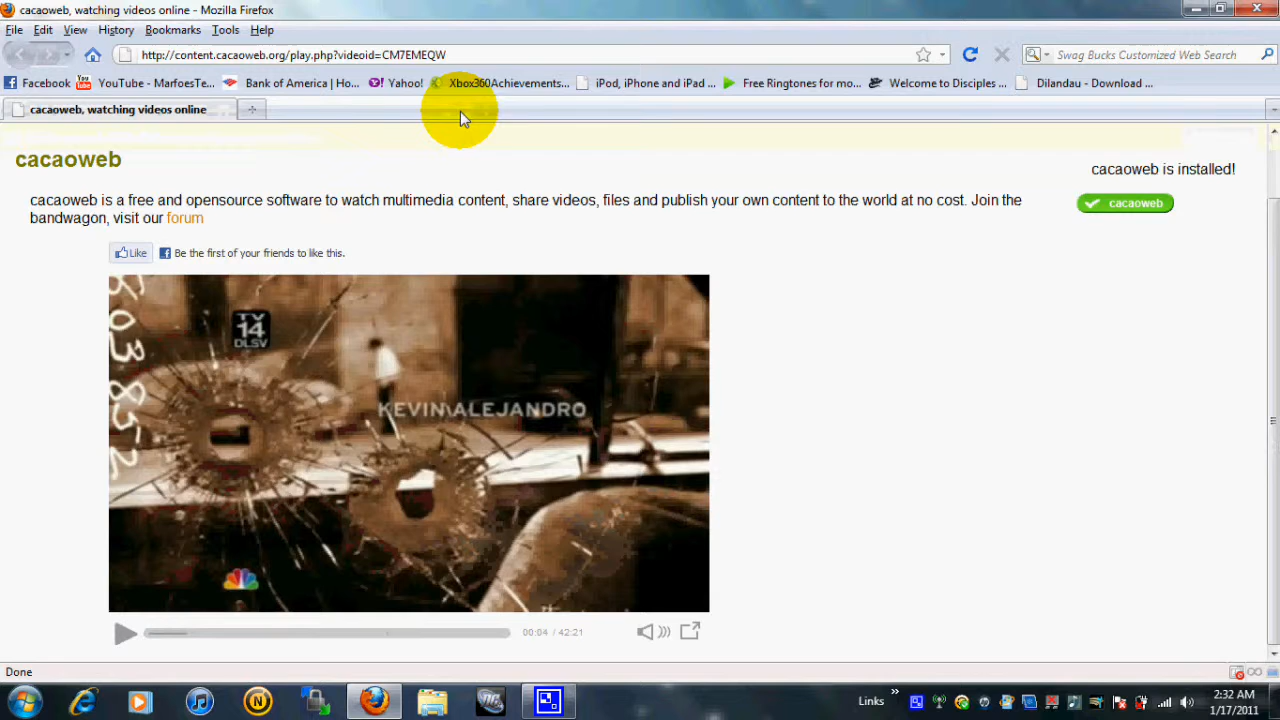 cacaoweb, watching videos online - Mozilla Firefox
File Edit View History Bookmarks Tools Help
http://content.cacaoweb.org/play.php?videoid=CM7EMEQW
Swag Bucks Customized Web Search
Facebook YouTube - MarfoesTe... Bank of America | Ho... Yahoo! Xbox360Achievements... iPod, iPhone and iPad ... Free Ringtones for mo... Welcome to Disciples ... Dilandau - Download ...
cacaoweb, watching videos online
cacaoweb
cacaoweb is installed!
cacaoweb is a free and opensource software to watch multimedia content, share videos, files and publish your own content to the world at no cost. Join the
bandwagon, visit our forum
cacaoweb
Like Be the first of your friends to like this.
TV
14
DLSV
KEVIN ALEJANDRO
00:04 / 42:21
Done
Links
2:32 AM
1/17/2011